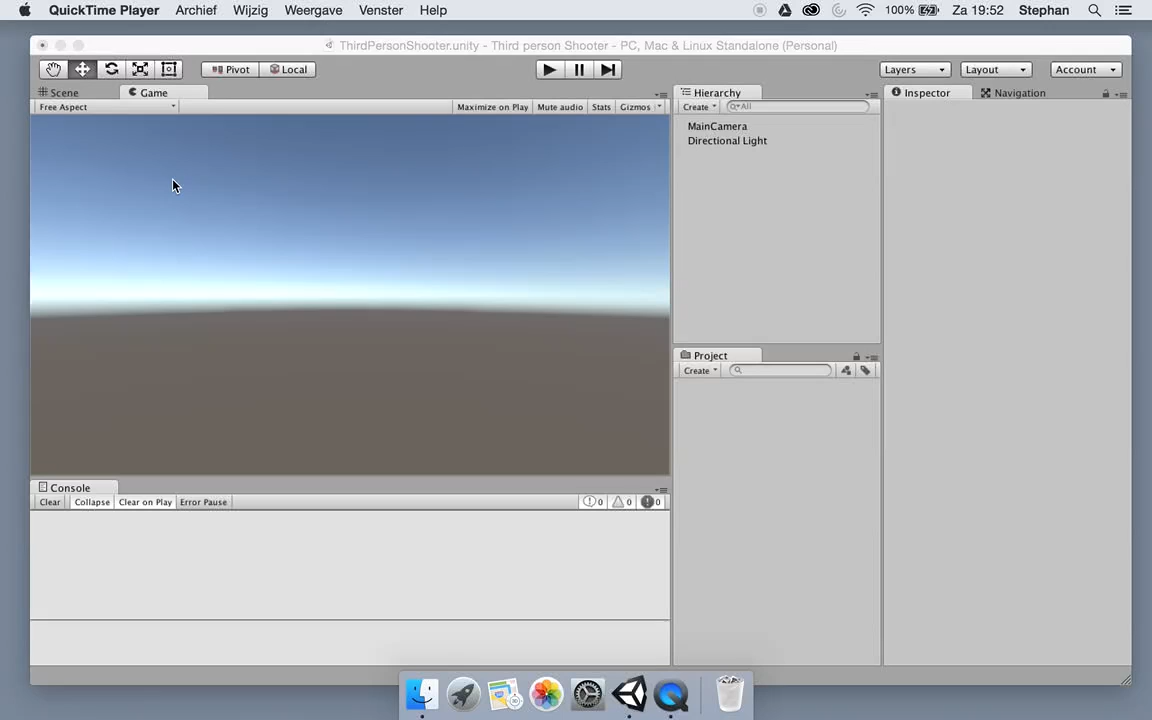 QuickTime Player Archief Wijzig Weergave Venster Help 100% Za 19:52 Stephan
ThirdPersonShooter.unity - Third person Shooter - PC, Mac & Linux Standalone (Personal)
Pivot Local Layers Layout Account
Scene Game Hierarchy Inspector Navigation
Free Aspect Maximize on Play Mute audio Stats Gizmos Create All
MainCamera
Directional Light
Project
Create
Console
Clear Collapse Clear on Play Error Pause 0 0 0